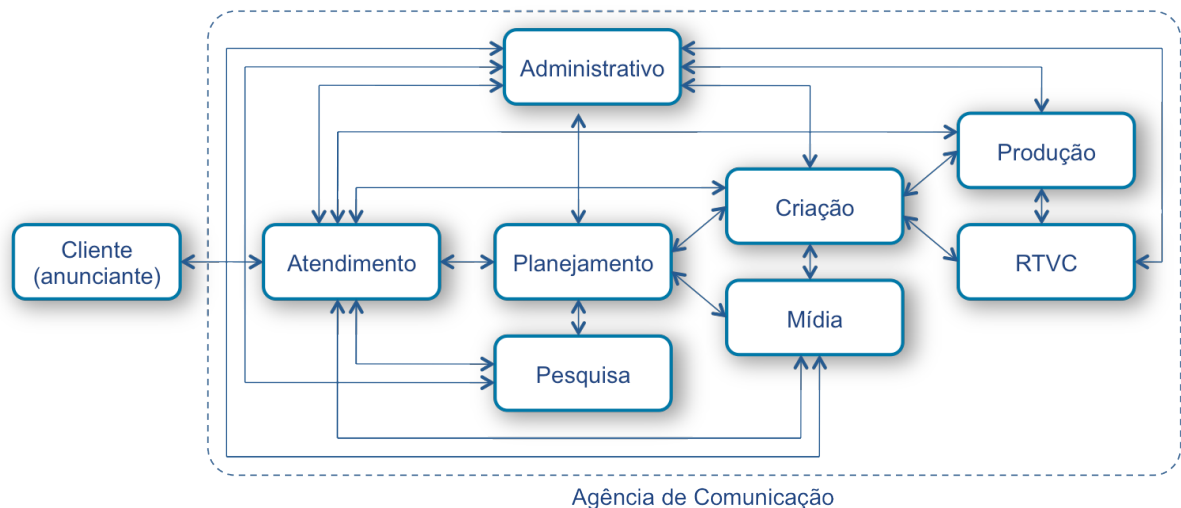 Administrativo
Produção
Criação
Cliente
(anunciante)
Atendimento
Planejamento
RTVC
Mídia
Pesquisa
Agência de Comunicação